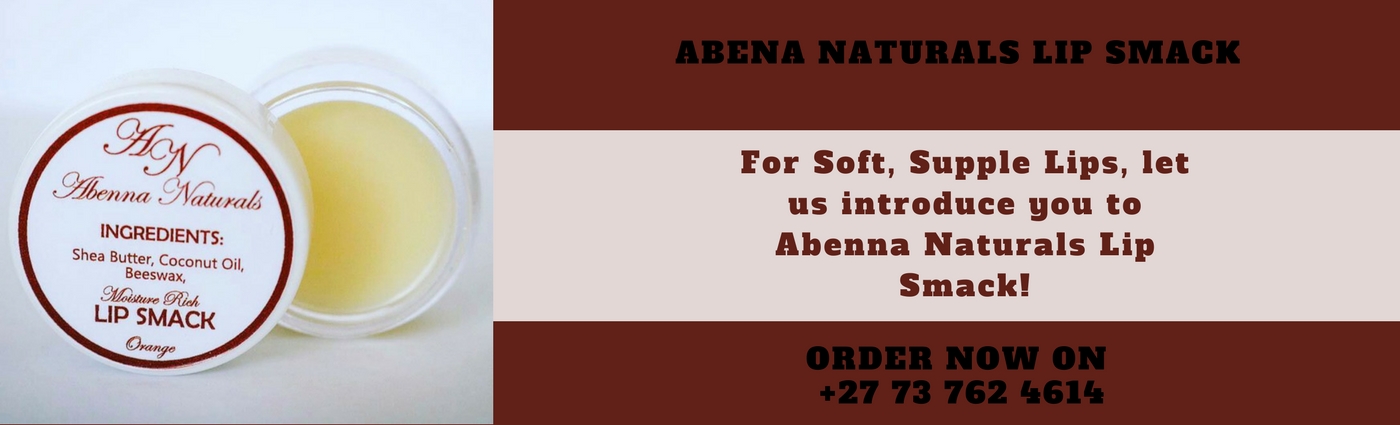 AN
Abenna Naturals
INGREDIENTS:
Shea Butter, Coconut Oil,
Beeswax,
Moisture Rich
LIP SMACK
Orange
ABENA NATURALS LIP SMACK
For Soft, Supple Lips, let
us introduce you to
Abenna Naturals Lip
Smack!
ORDER NOW ON
+27 73 762 4614